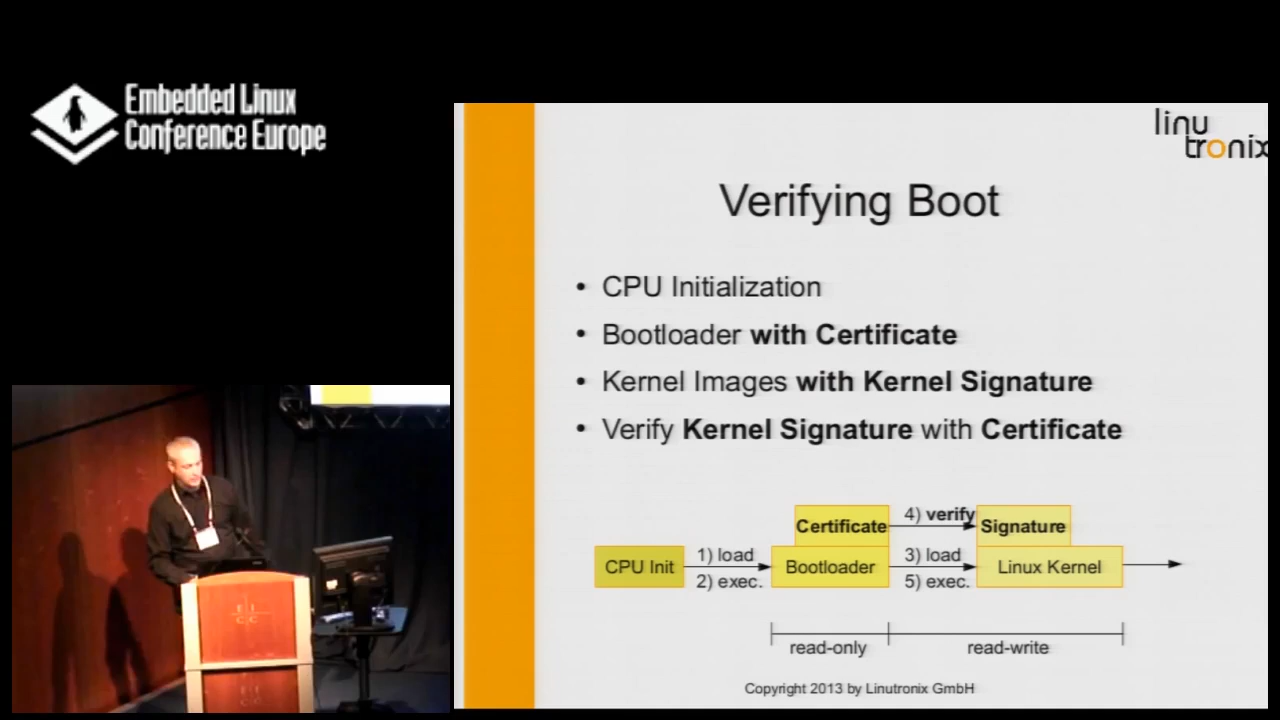 Embedded Linux
Conference Europe
linu
tronix
Verifying Boot
• CPU Initialization
• Bootloader with Certificate
• Kernel Images with Kernel Signature
• Verify Kernel Signature with Certificate
Certificate
4) verify
Signature
CPU Init
1) load
2) exec.
Bootloader
3) load
5) exec.
Linux Kernel
read-only
read-write
Copyright 2013 by Linutronix GmbH
E I
C C